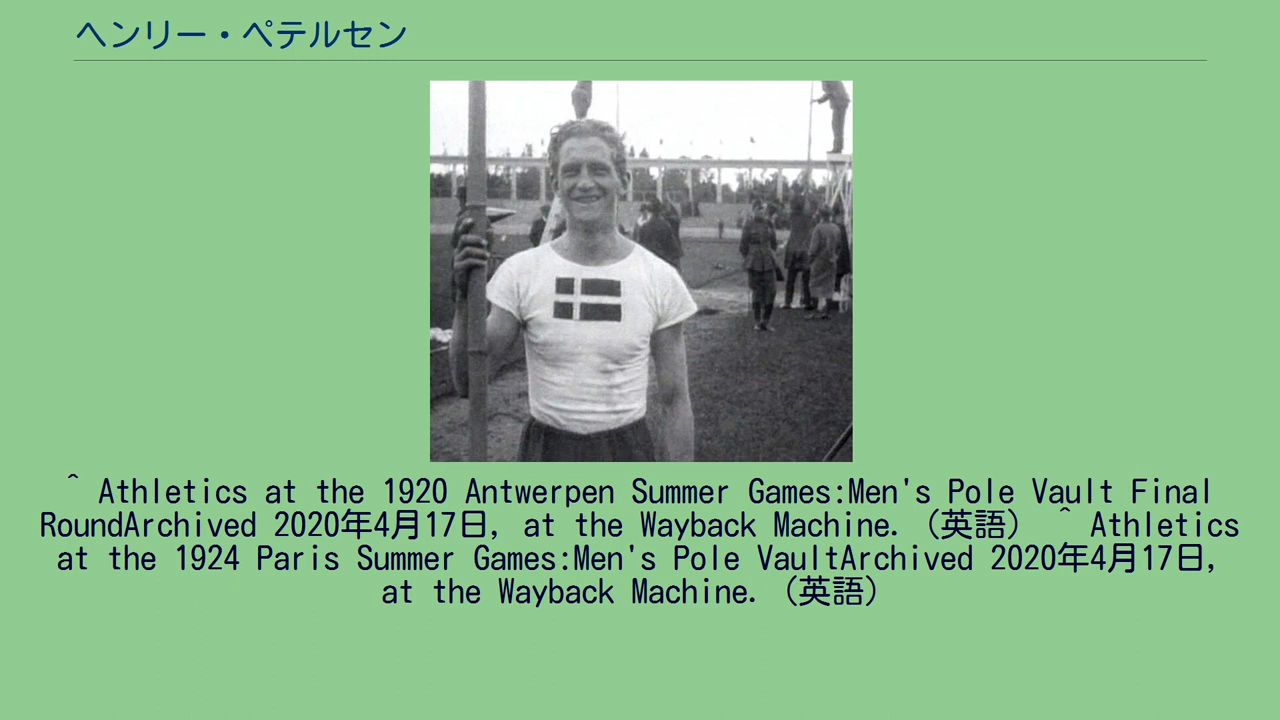 ヘンリー・ペテルセン
^ Athletics at the 1920 Antwerpen Summer Games:Men's Pole Vault Final
RoundArchived 2020年4月17日, at the Wayback Machine. (英語) ^ Athletics
at the 1924 Paris Summer Games:Men's Pole VaultArchived 2020年4月17日,
at the Wayback Machine. (英語)